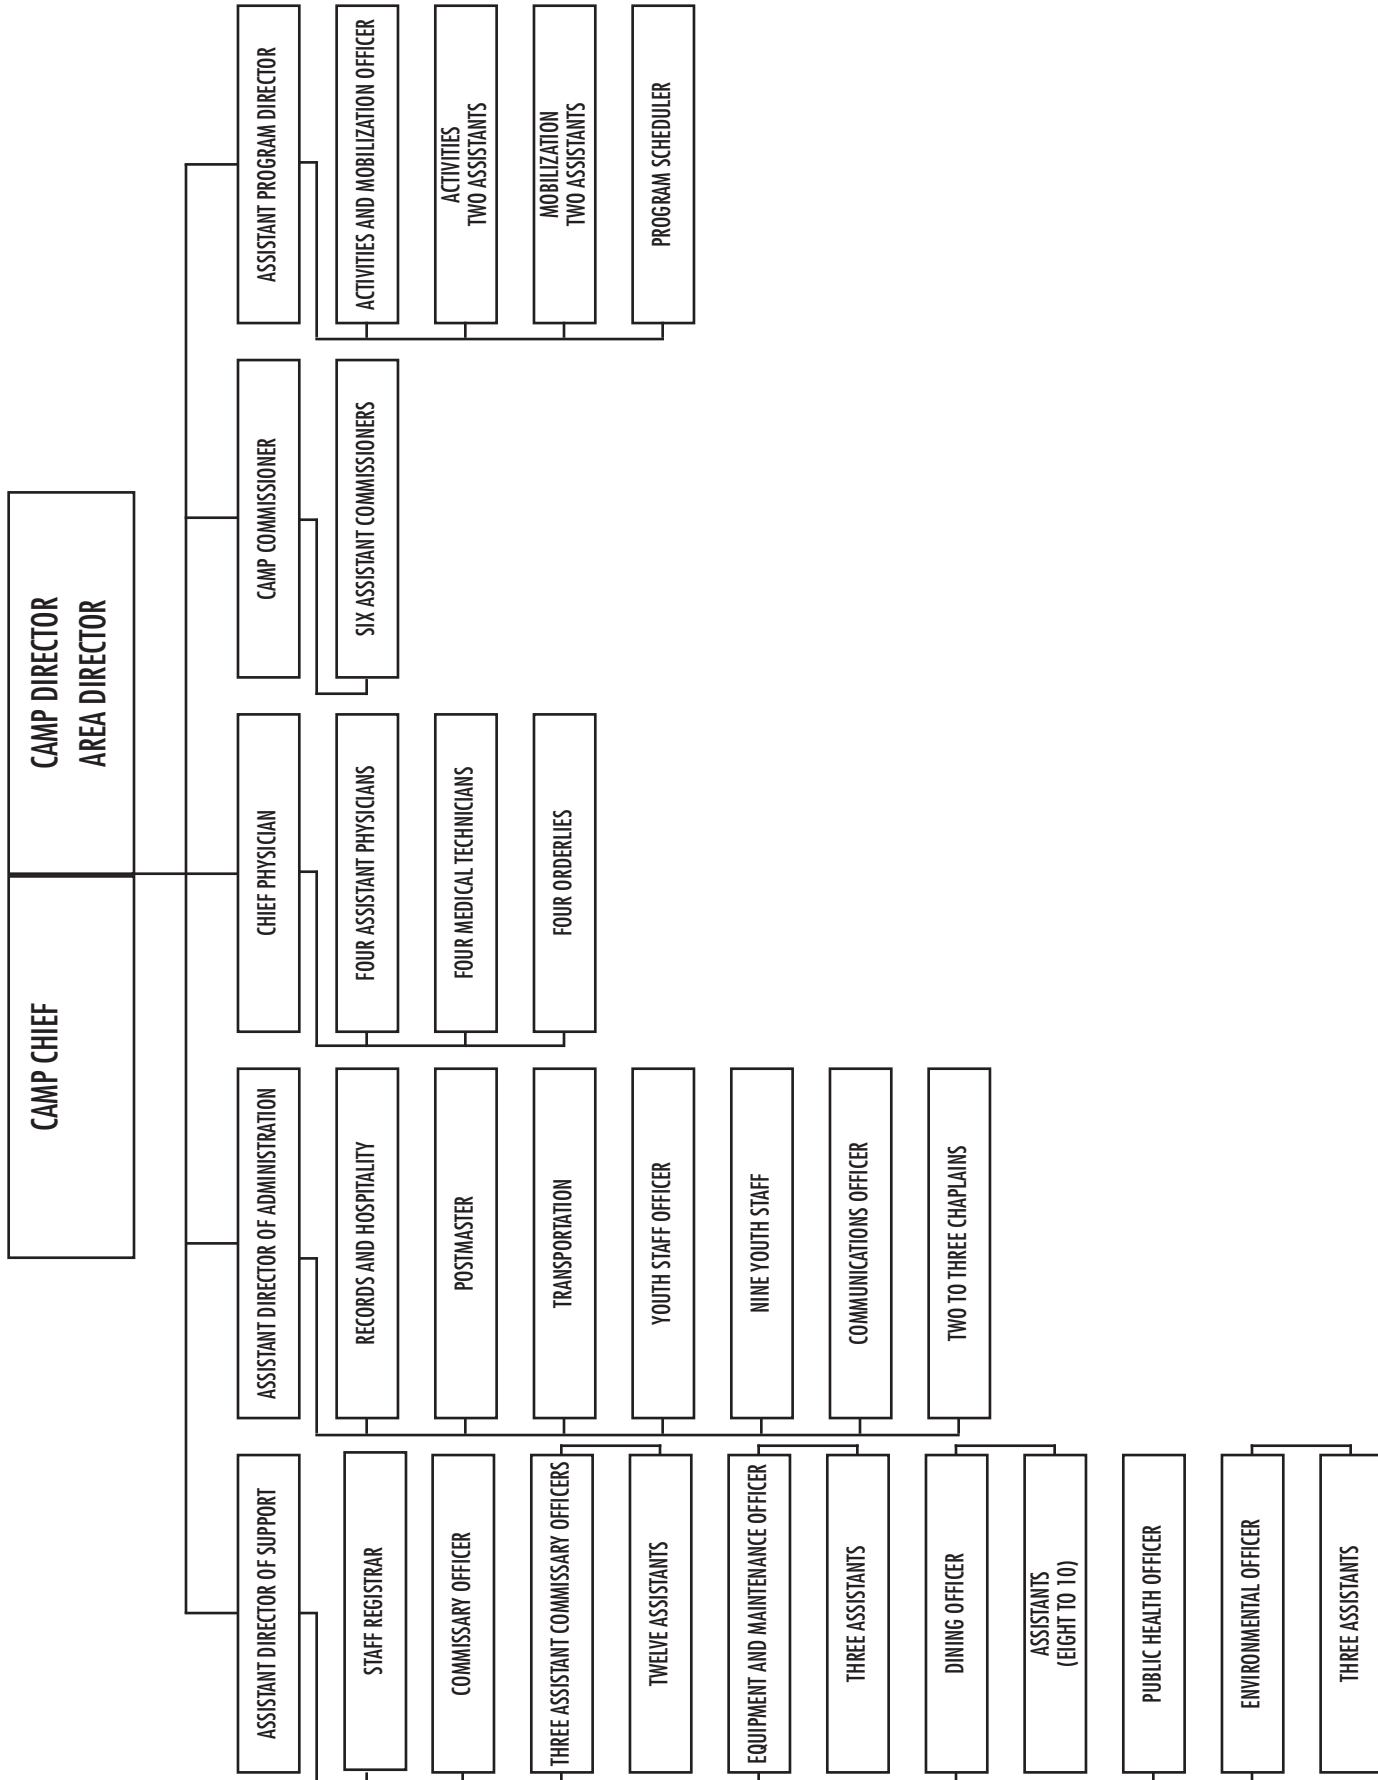 CAMP CHIEF
CAMP DIRECTOR
AREA DIRECTOR
ASSISTANT DIRECTOR OF SUPPORT
STAFF REGISTRAR
COMMISSARY OFFICER
THREE ASSISTANT COMMISSARY OFFICERS
TWELVE ASSISTANTS
EQUIPMENT AND MAINTENANCE OFFICER
THREE ASSISTANTS
DINING OFFICER
ASSISTANTS
(EIGHT TO 10)
PUBLIC HEALTH OFFICER
ENVIRONMENTAL OFFICER
THREE ASSISTANTS
ASSISTANT DIRECTOR OF ADMINISTRATION
RECORDS AND HOSPITALITY
POSTMASTER
TRANSPORTATION
YOUTH STAFF OFFICER
NINE YOUTH STAFF
COMMUNICATIONS OFFICER
TWO TO THREE CHAPLAINS
CHIEF PHYSICIAN
FOUR ASSISTANT PHYSICIANS
FOUR MEDICAL TECHNICIANS
FOUR ORDERLIES
CAMP COMMISSIONER
SIX ASSISTANT COMMISSIONERS
ASSISTANT PROGRAM DIRECTOR
ACTIVITIES AND MOBILIZATION OFFICER
ACTIVITIES
TWO ASSISTANTS
MOBILIZATION
TWO ASSISTANTS
PROGRAM SCHEDULER